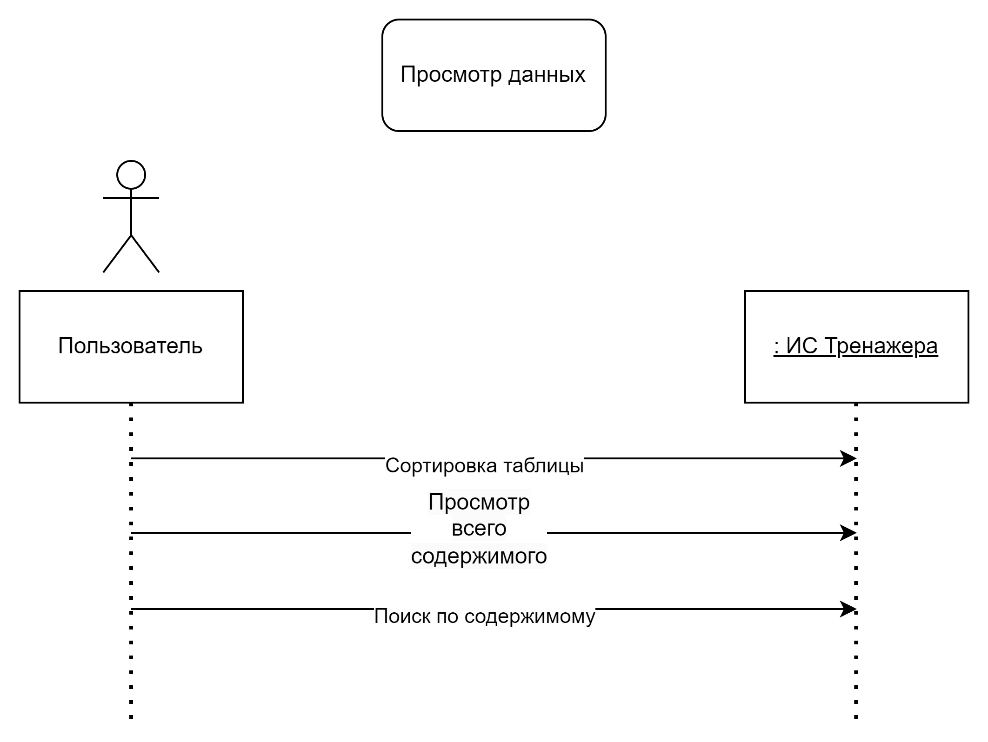 Просмотр данных
Пользователь
: ИС Тренажера
Сортировка таблицы
Просмотр
всего
содержимого
Поиск по содержимому